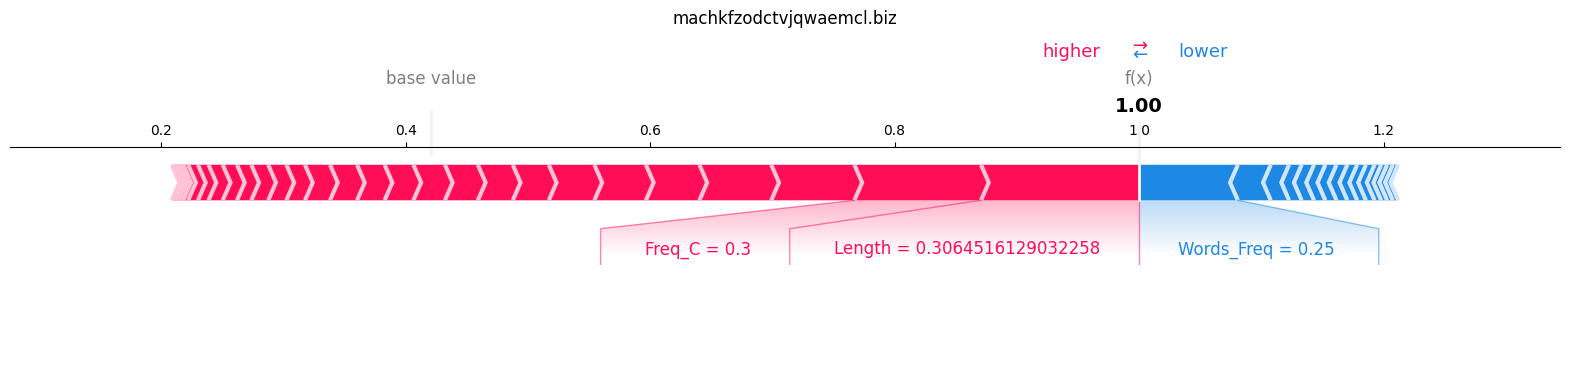 machkfzodctvjqwaemcl.biz
higher → ← lower
base value f(x)
1.00
0.2 0.4 0.6 0.8 1.0 1.2
Freq_C = 0.3 Length = 0.3064516129032258 Words_Freq = 0.25